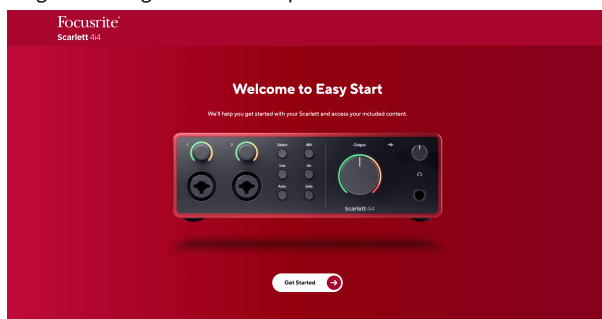 Focusrite®
Scarlett 4i4
Welcome to Easy Start
We'll help you get started with your Scarlett and access your included content.
1 2 Select 48V Output
Inst Air
Auto Safe
Scarlett 4i4
Get Started